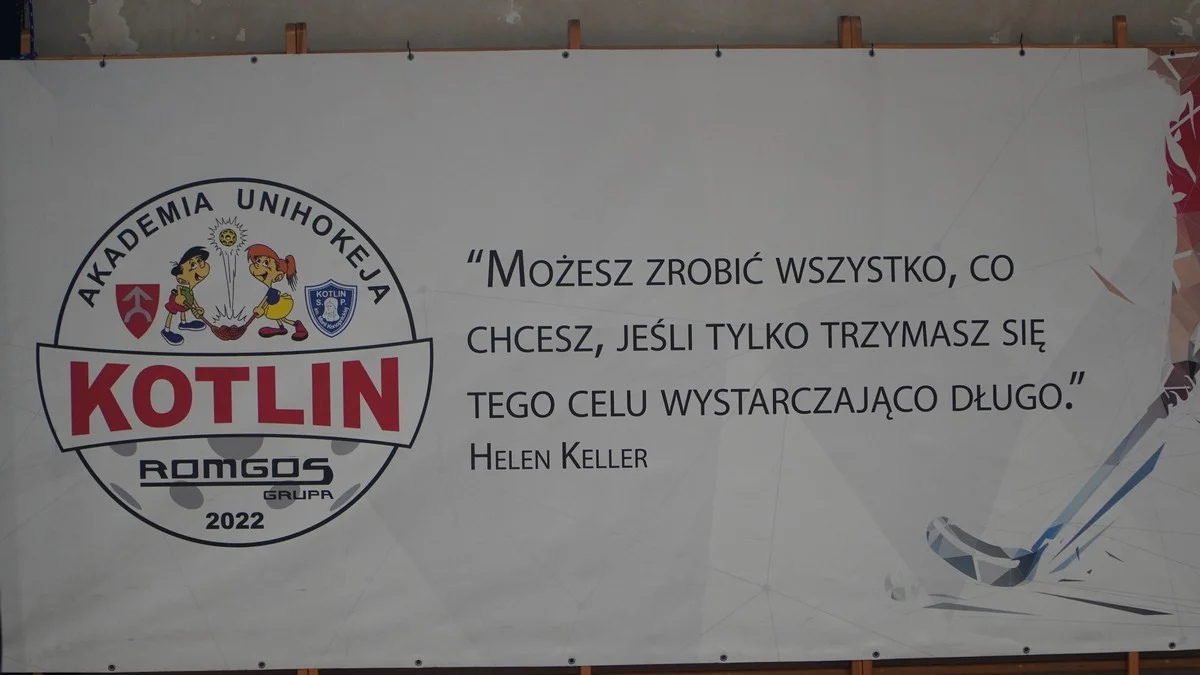 AKADEMIA UNIHOKEJA
KOTLIN
S. P.
KOTLIN
ROMGOS
GRUPA
2022
“MOŻESZ ZROBIĆ WSZYSTKO, CO
CHCESZ, JEŚLI TYLKO TRZYMASZ SIĘ
TEGO CELU WYSTARCZAJĄCO DŁUGO.”
HELEN KELLER